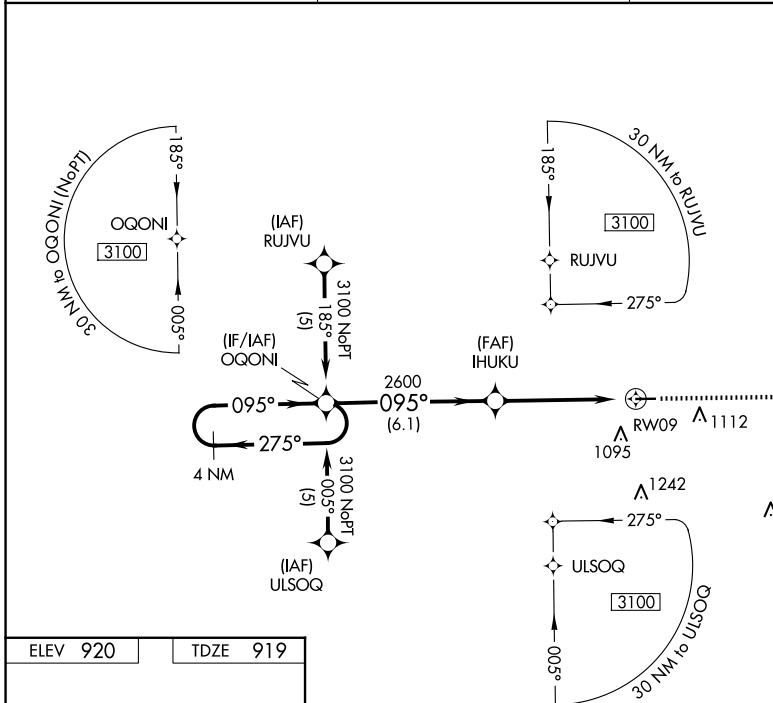 30 NM to OQONI (NoPT)
185°
OQONI
3100
005°
(IAF)
RUJVU
3100 NoPT
185°
(5)
30 NM to RUJVU
185°
3100
RUJVU
275°
(IF/IAF)
OQONI
(FAF)
IHUKU
2600
095°
(6.1)
095°
275°
4 NM
RW09
1112
1095
1242
3100 NoPT
005°
(5)
(IAF)
ULSOQ
275°
ULSOQ
3100
005°
30 NM to ULSOQ
ELEV 920
TDZE 919